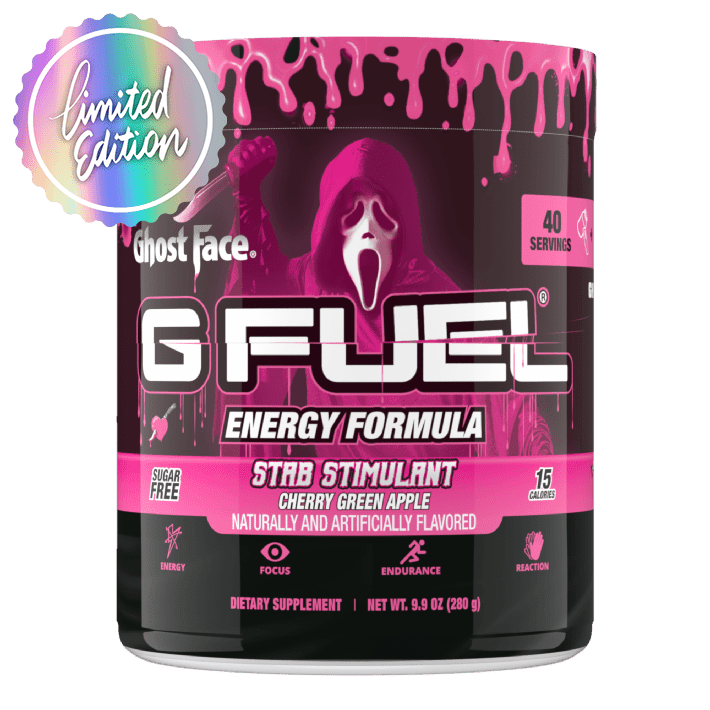 Limited
Edition
Ghost Face®
40
SERVINGS
G FUEL®
ENERGY FORMULA
STAB STIMULANT
CHERRY GREEN APPLE
NATURALLY AND ARTIFICIALLY FLAVORED
SUGAR
FREE
15
CALORIES
ENERGY
FOCUS
ENDURANCE
REACTION
DIETARY SUPPLEMENT | NET WT. 9.9 OZ (280 g)